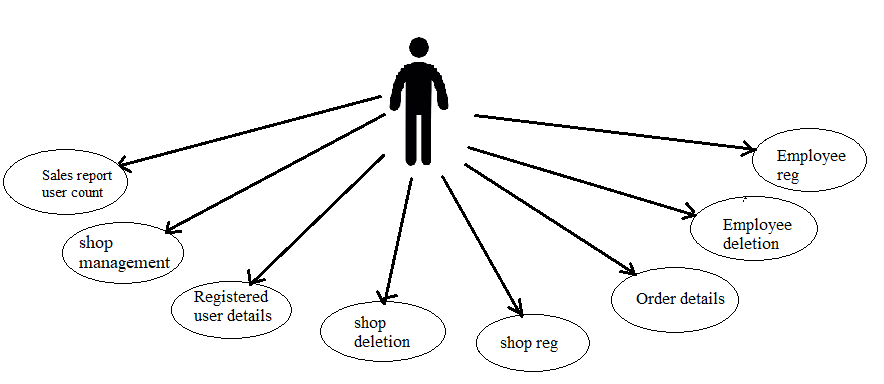 Sales report
user count
shop
management
Registered
user details
shop
deletion
shop reg
Order details
Employee
deletion
Employee
reg